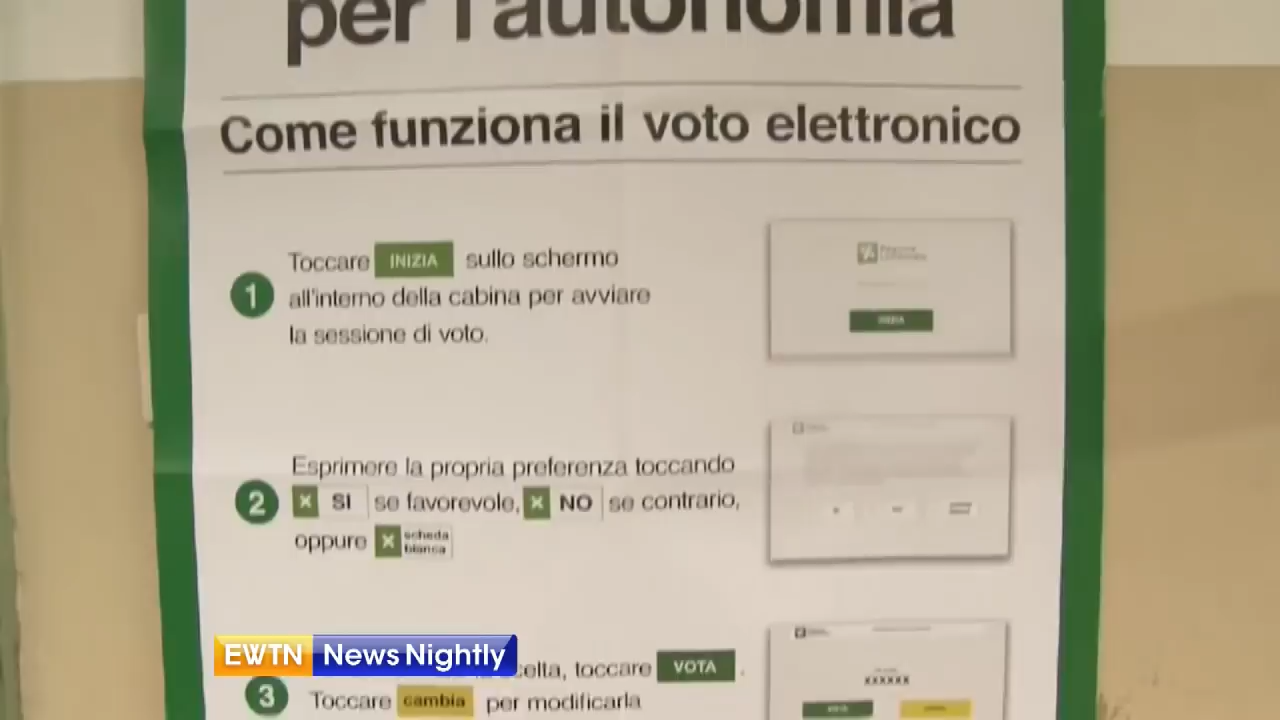 per l'autonomia
Come funziona il voto elettronico
1
Toccare INIZIA sullo schermo
all'interno della cabina per avviare
la sessione di voto.
INIZIA
2
Esprimere la propria preferenza toccando
× SI se favorevole, × NO se contrario,
oppure × scheda
bianca
EWTN News Nightly
celta, toccare VOTA .
3
Toccare cambia per modificarla
xxxxxx